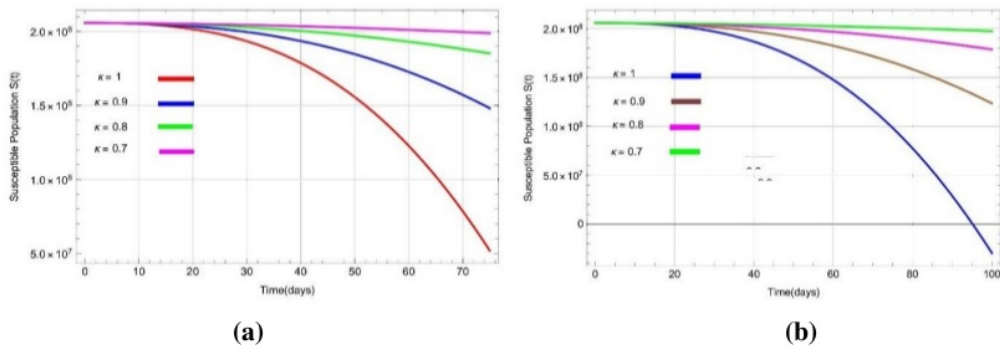 Susceptible Population S(t)
2.0×10⁸
1.5×10⁸
1.0×10⁸
5.0×10⁷
κ = 1
κ = 0.9
κ = 0.8
κ = 0.7
0 10 20 30 40 50 60 70
Time(days)
(a)
Susceptible Population S(t)
2.0×10⁸
1.5×10⁸
1.0×10⁸
5.0×10⁷
0
κ = 1
κ = 0.9
κ = 0.8
κ = 0.7
0 20 40 60 80 100
Time(days)
(b)